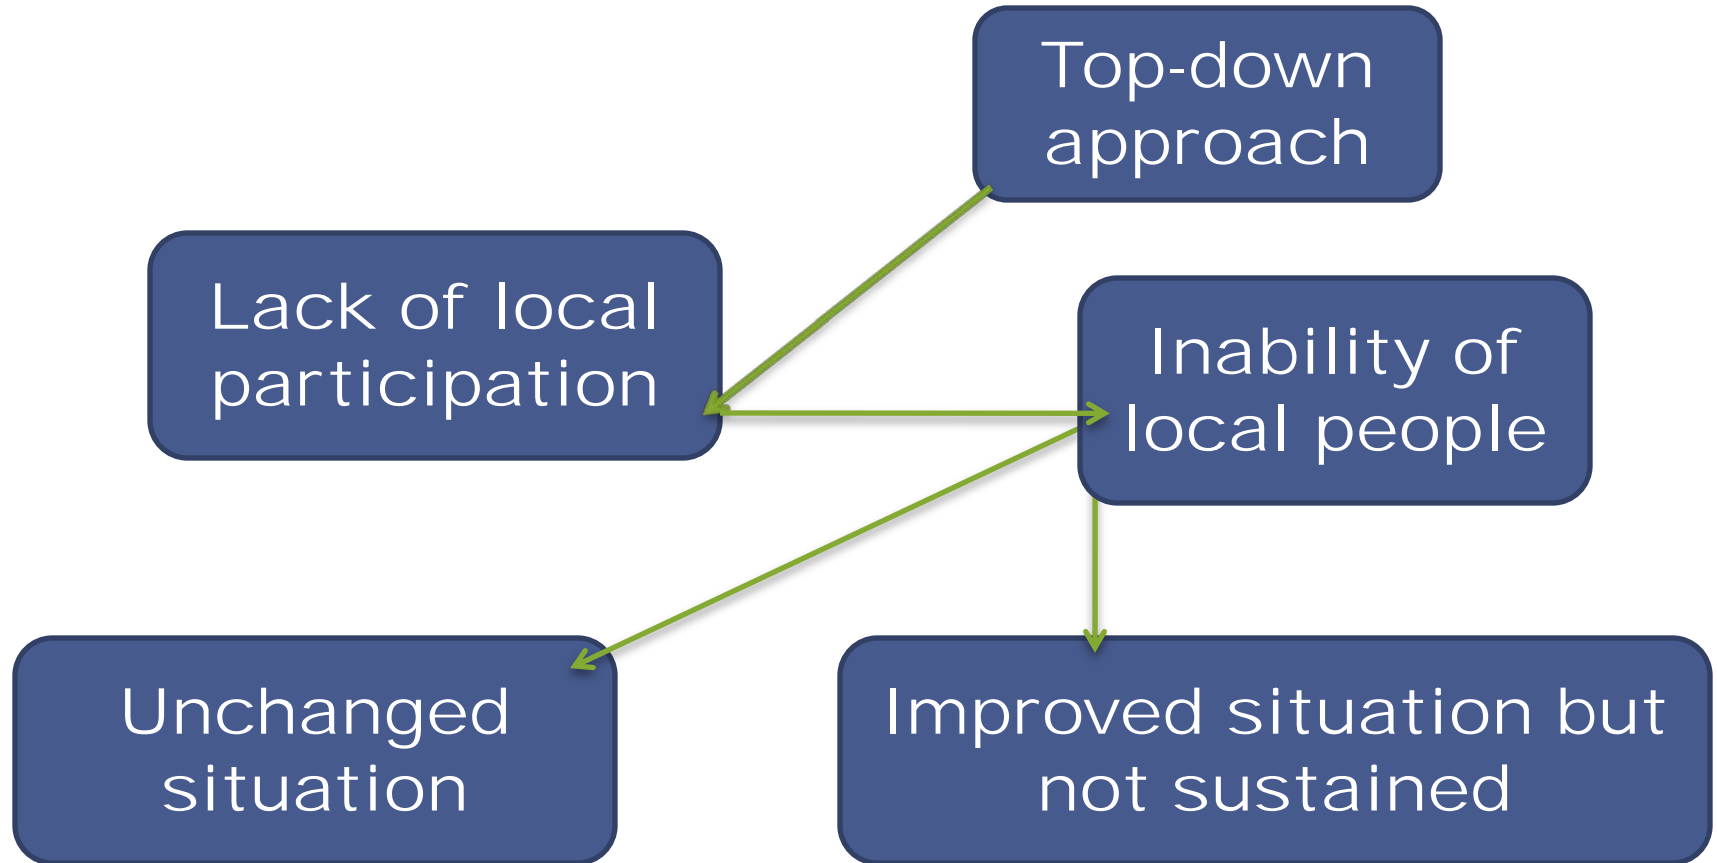 Top-down
approach
Lack of local
participation
Inability of
local people
Unchanged
situation
Improved situation but
not sustained